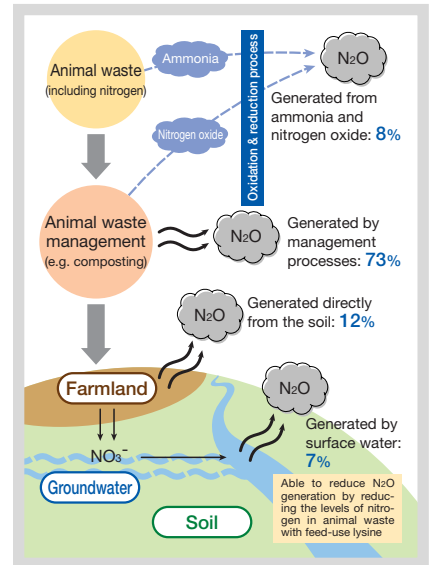 Animal waste
(including nitrogen)
Ammonia
Nitrogen oxide
Oxidation & reduction process
N2O
Generated from
ammonia and
nitrogen oxide: 8%
Animal waste
management
(e.g. composting)
N2O
Generated by
management
processes: 73%
N2O
Generated directly
from the soil: 12%
Farmland
N2O
Generated by
surface water:
7%
NO3-
Groundwater
Able to reduce N2O
generation by reduc-
ing the levels of nitro-
gen in animal waste
with feed-use lysine
Soil